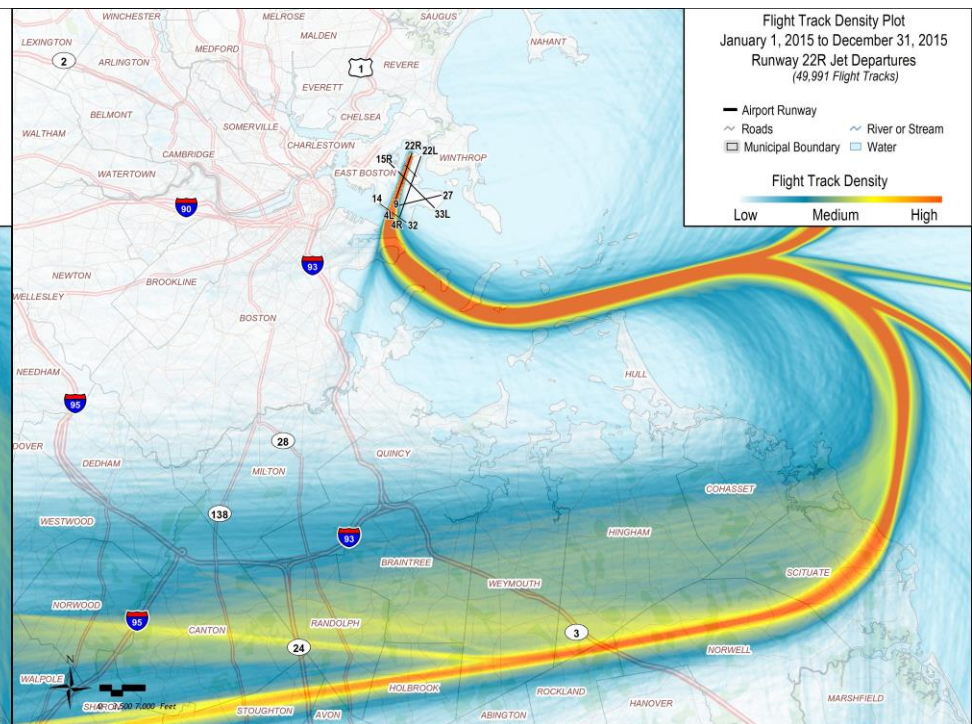 Flight Track Density Plot
January 1, 2015 to December 31, 2015
Runway 22R Jet Departures
(49,991 Flight Tracks)
Airport Runway
Roads
River or Stream
Municipal Boundary
Water
Flight Track Density
Low Medium High
WINCHESTER
MELROSE
SAUGUS
MALDEN
LEXINGTON
MEDFORD
NAHANT
2
ARLINGTON
REVERE
1
EVERETT
BELMONT
CHELSEA
SOMERVILLE
WALTHAM
CHARLESTOWN
22R
22L
CAMBRIDGE
15R
WINTHROP
WATERTOWN
EAST BOSTON
27
14
9
90
4L
33L
4R 32
93
NEWTON
BROOKLINE
WELLESLEY
BOSTON
NEEDHAM
HULL
95
28
DOVER
QUINCY
DEDHAM
MILTON
COHASSET
138
WESTWOOD
93
HINGHAM
BRAINTREE
SCITUATE
WEYMOUTH
NORWOOD
95
RANDOLPH
CANTON
3
24
NORWELL
N
WALPOLE
HOLBROOK
ROCKLAND
MARSHFIELD
HANOVER
STOUGHTON
AVON
ABINGTON